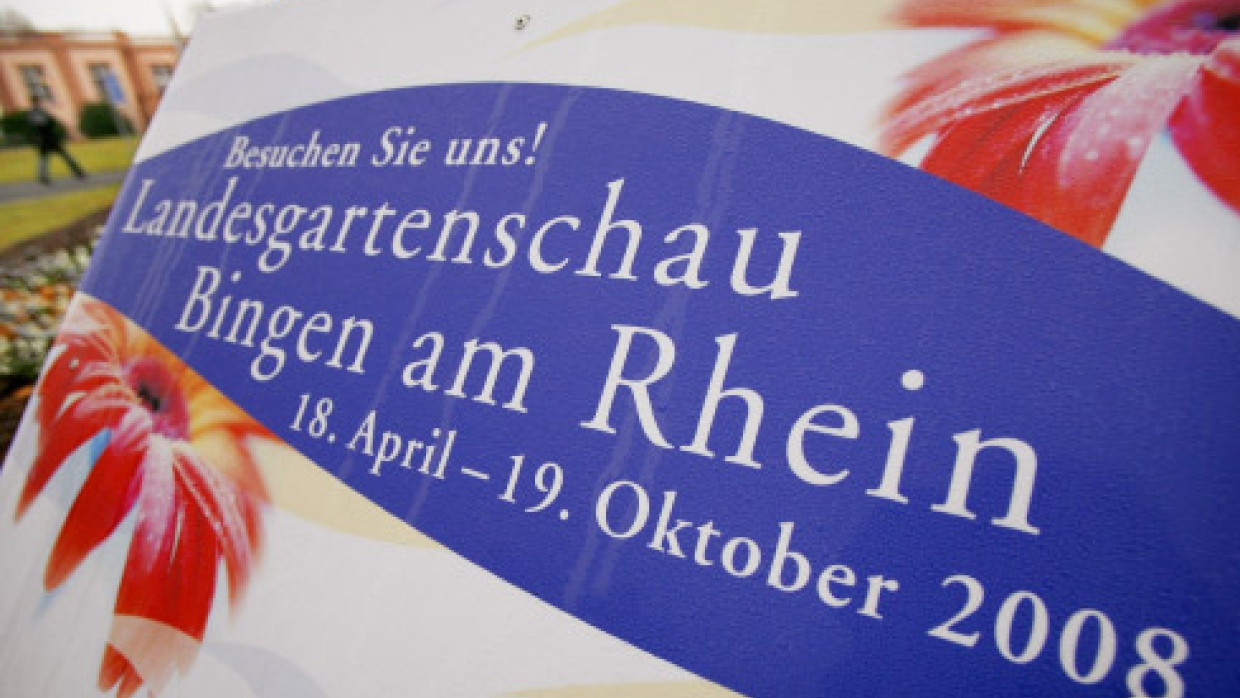 Besuchen Sie uns!
Landesgartenschau
Bingen am Rhein
18. April – 19. Oktober 2008